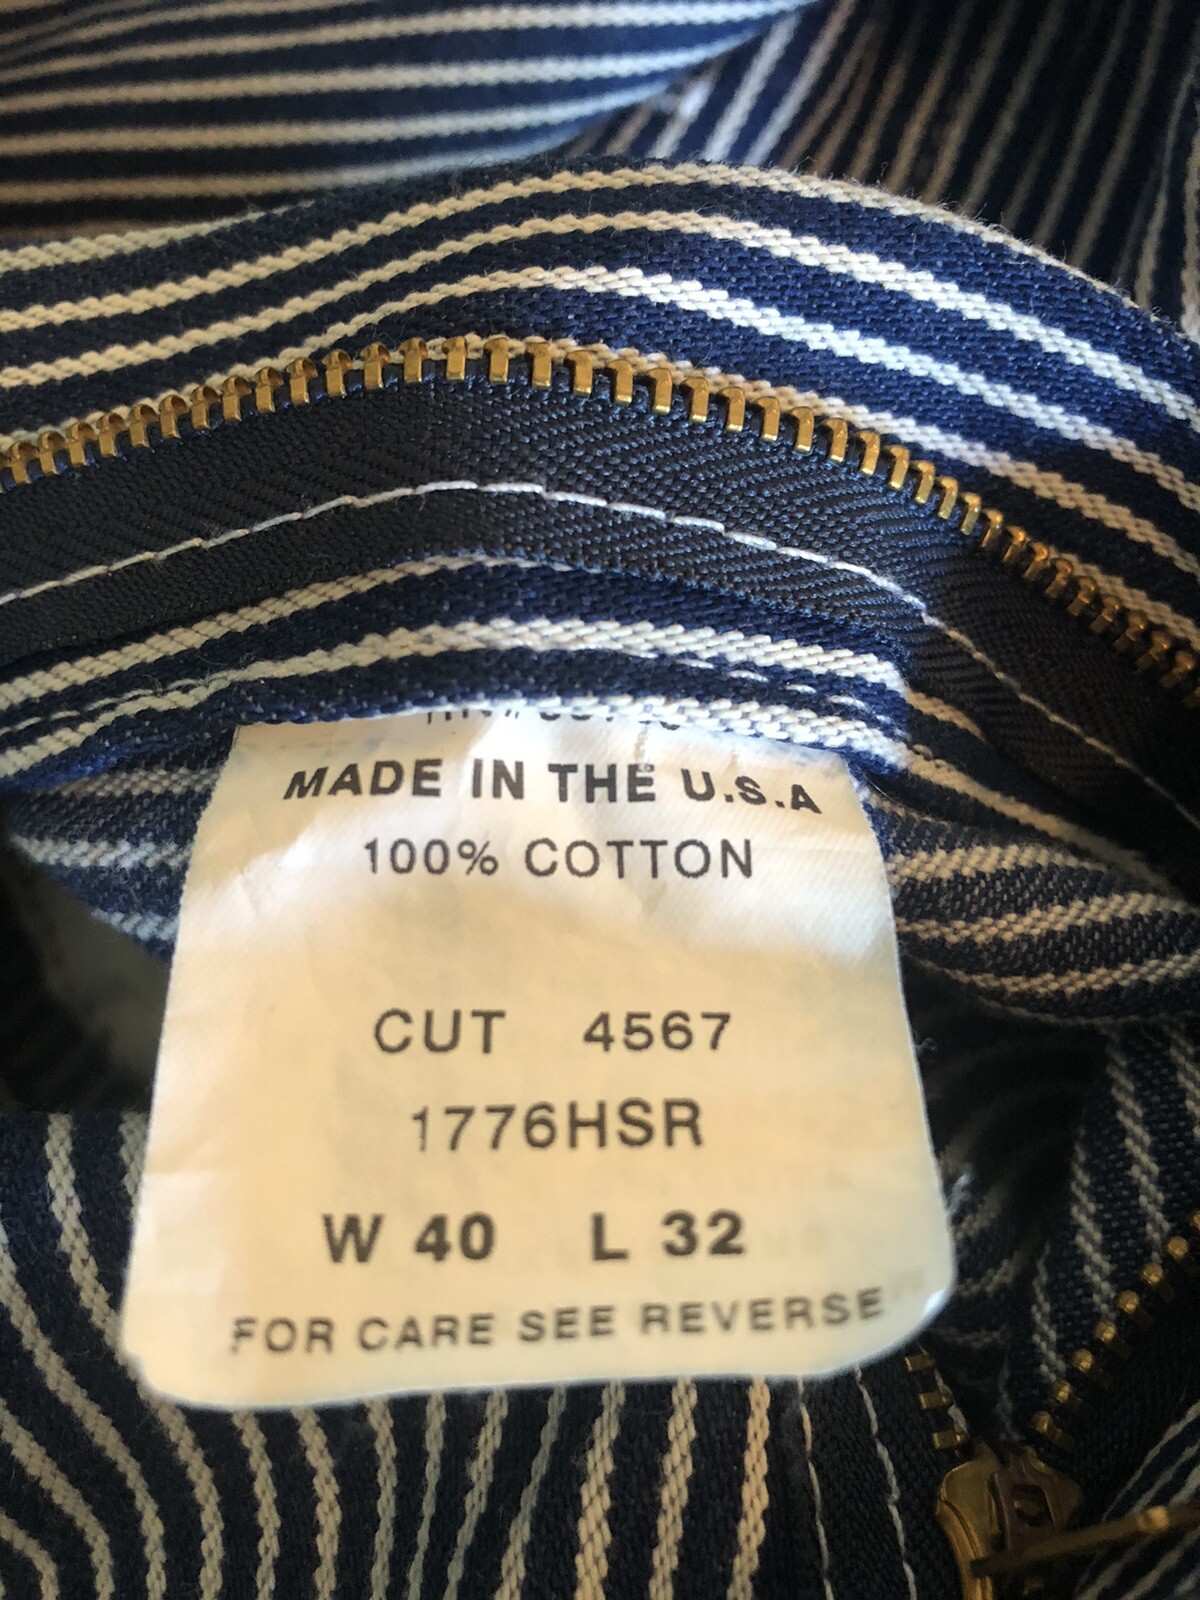 MADE IN THE U.S.A
100% COTTON
CUT 4567
1776HSR
W 40 L 32
FOR CARE SEE REVERSE